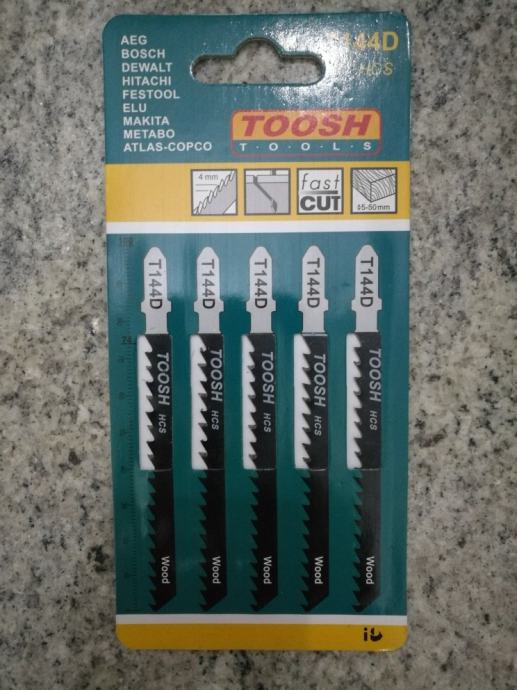 AEG
BOSCH
DEWALT
HITACHI
FESTOOL
ELU
MAKITA
METABO
ATLAS-COPCO
T144D
HCS
TOOSH
T·O·O·L·S
4 mm
fast
CUT
↕5-50mm
T144D
T144D
T144D
T144D
T144D
TOOSH HCS
TOOSH HCS
TOOSH HCS
TOOSH HCS
TOOSH HCS
Wood
Wood
Wood
Wood
Wood